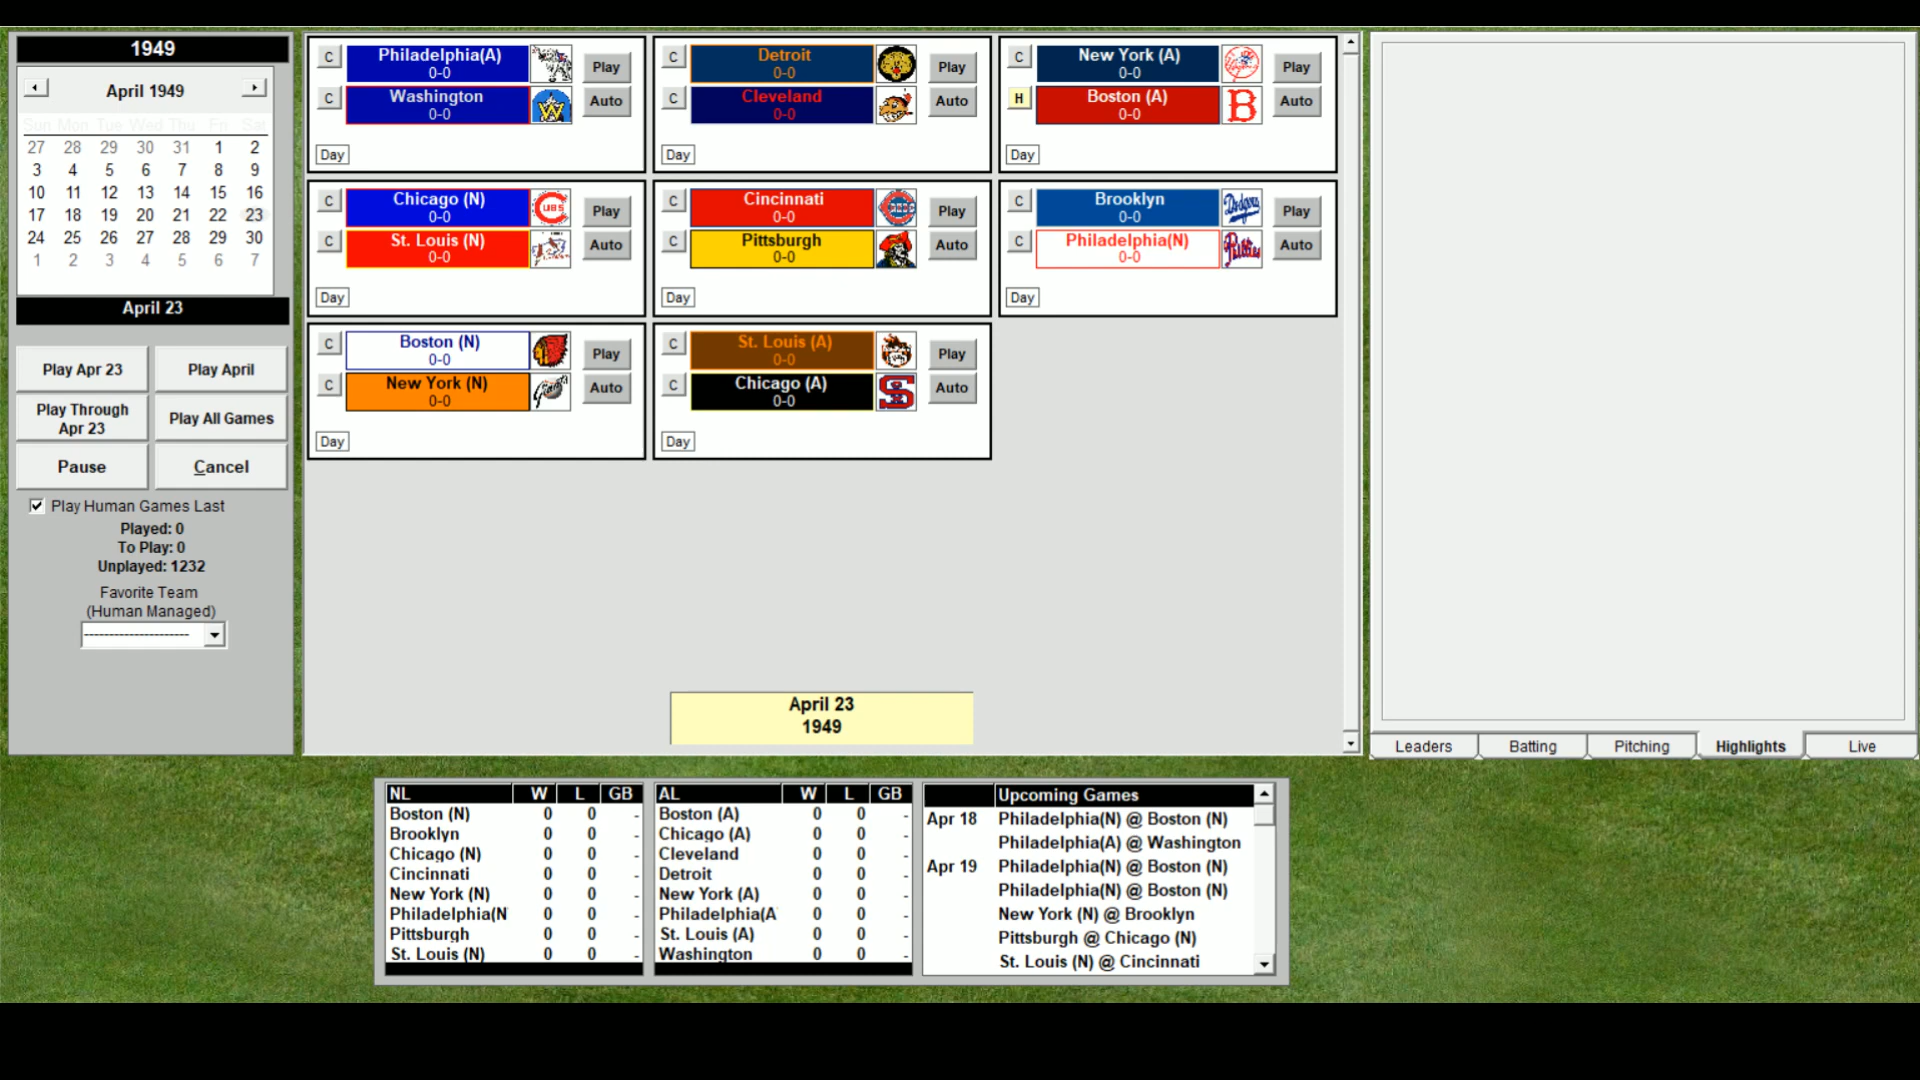 1949
April 1949
Sun Mon Tue Wed Thu Fri Sat
27 28 29 30 31 1 2
3 4 5 6 7 8 9
10 11 12 13 14 15 16
17 18 19 20 21 22 23
24 25 26 27 28 29 30
1 2 3 4 5 6 7
April 23
Play Apr 23
Play April
Play Through
Apr 23
Play All Games
Pause
Cancel
Play Human Games Last
Played: 0
To Play: 0
Unplayed: 1232
Favorite Team
(Human Managed)
---------------------
C Philadelphia(A) Play
0-0
C Washington Auto
0-0
Day
C Detroit Play
0-0
C Cleveland Auto
0-0
Day
C New York (A) Play
0-0
H Boston (A) B Auto
0-0
Day
C Chicago (N) CUBS Play
0-0
C St. Louis (N) Auto
0-0
Day
C Cincinnati Play
0-0
C Pittsburgh Auto
0-0
Day
C Brooklyn Dodgers Play
0-0
C Philadelphia(N) Phillies Auto
0-0
Day
C Boston (N) Play
0-0
C New York (N) Giants Auto
0-0
Day
C St. Louis (A) Play
0-0
C Chicago (A) Auto
0-0
Day
April 23
1949
Leaders Batting Pitching Highlights Live
NL W L GB
Boston (N) 0 0 -
Brooklyn 0 0 -
Chicago (N) 0 0 -
Cincinnati 0 0 -
New York (N) 0 0 -
Philadelphia(N 0 0 -
Pittsburgh 0 0 -
St. Louis (N) 0 0 -
AL W L GB
Boston (A) 0 0 -
Chicago (A) 0 0 -
Cleveland 0 0 -
Detroit 0 0 -
New York (A) 0 0 -
Philadelphia(A 0 0 -
St. Louis (A) 0 0 -
Washington 0 0 -
Upcoming Games
Apr 18 Philadelphia(N) @ Boston (N)
Philadelphia(A) @ Washington
Apr 19 Philadelphia(N) @ Boston (N)
Philadelphia(N) @ Boston (N)
New York (N) @ Brooklyn
Pittsburgh @ Chicago (N)
St. Louis (N) @ Cincinnati